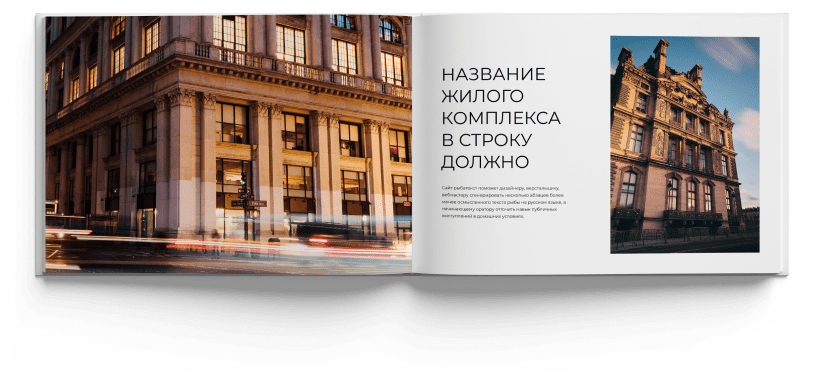 НАЗВАНИЕ
ЖИЛОГО
КОМПЛЕКСА
В СТРОКУ
ДОЛЖНО
Сайт рыбатекст поможет дизайнеру, верстальщику,
вебмастеру сгенерировать несколько абзацев более
менее осмысленного текста рыбы на русском языке, а
начинающему оратору отточить навык публичных
выступлений в домашних условиях.